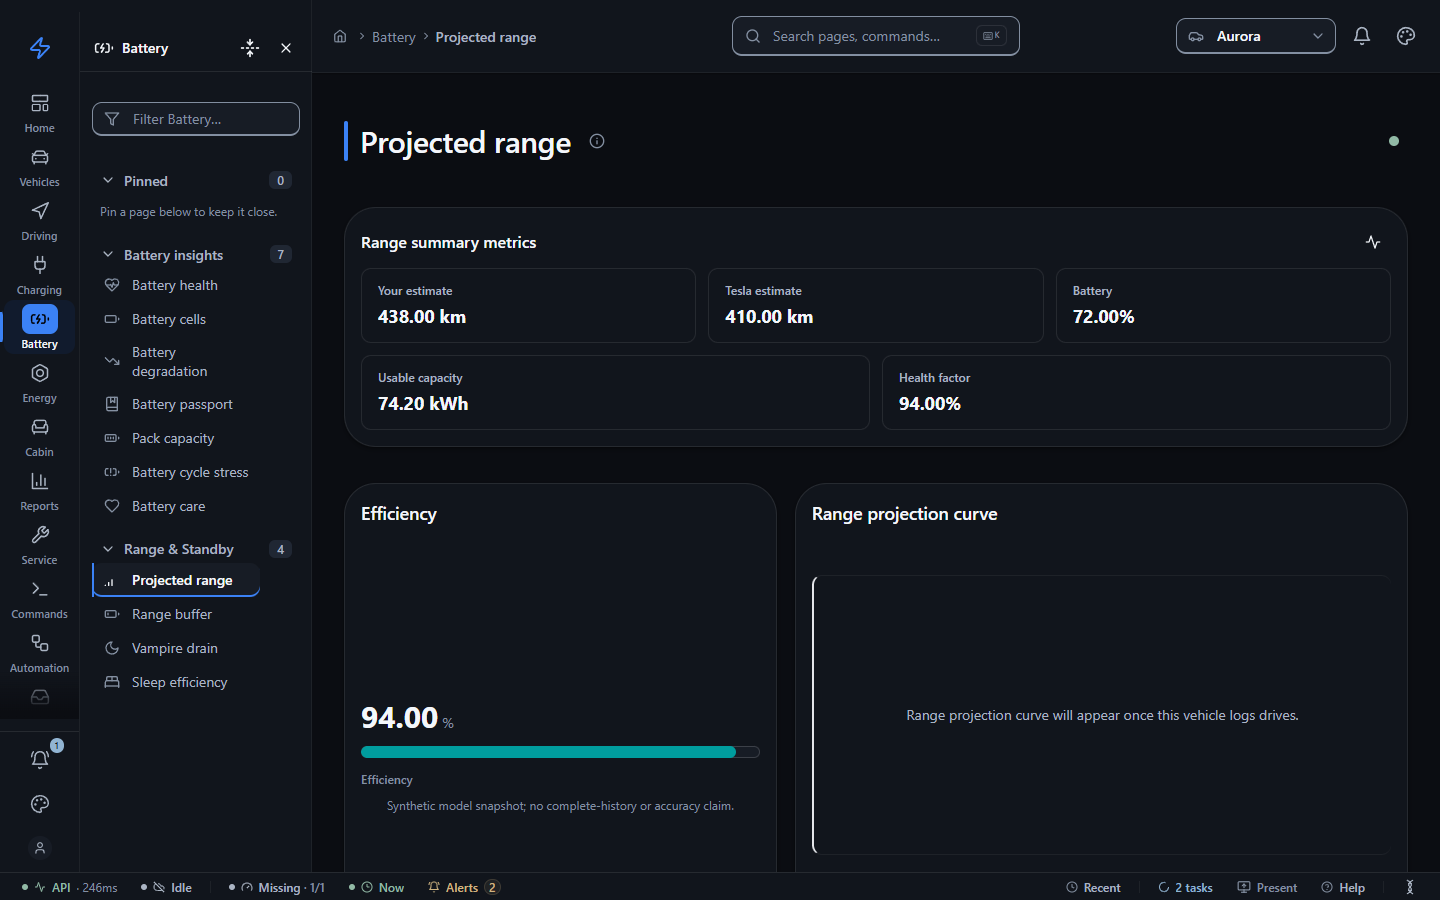 Battery
Battery
Projected range
Search pages, commands...
K
Aurora
Home
Vehicles
Driving
Charging
Battery
Energy
Cabin
Reports
Service
Commands
Automation
1
Filter Battery...
Pinned
0
Pin a page below to keep it close.
Battery insights
7
Battery health
Battery cells
Battery
degradation
Battery passport
Pack capacity
Battery cycle stress
Battery care
Range & Standby
4
Projected range
Range buffer
Vampire drain
Sleep efficiency
Projected range
Range summary metrics
Your estimate
438.00 km
Tesla estimate
410.00 km
Battery
72.00%
Usable capacity
74.20 kWh
Health factor
94.00%
Efficiency
94.00 %
Efficiency
Synthetic model snapshot; no complete-history or accuracy claim.
Range projection curve
Range projection curve will appear once this vehicle logs drives.
API · 246ms
Idle
Missing · 1/1
Now
Alerts 2
Recent
2 tasks
Present
Help